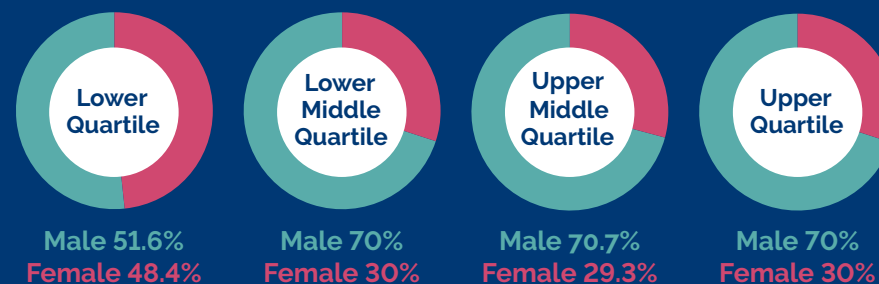 Lower
Quartile
Male 51.6%
Female 48.4%
Lower
Middle
Quartile
Male 70%
Female 30%
Upper
Middle
Quartile
Male 70.7%
Female 29.3%
Upper
Quartile
Male 70%
Female 30%